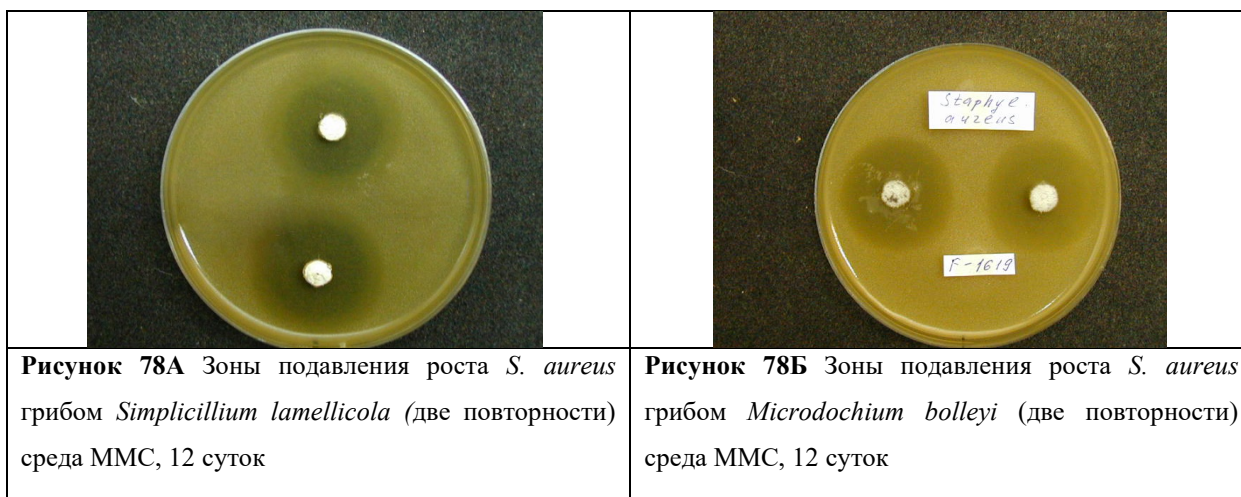 Staphyl.
aureus
F-1619
Рисунок 78А Зоны подавления роста S. aureus
грибом Simplicillium lamellicola (две повторности)
среда ММС, 12 суток
Рисунок 78Б Зоны подавления роста S. aureus
грибом Microdochium bolleyi (две повторности)
среда ММС, 12 суток